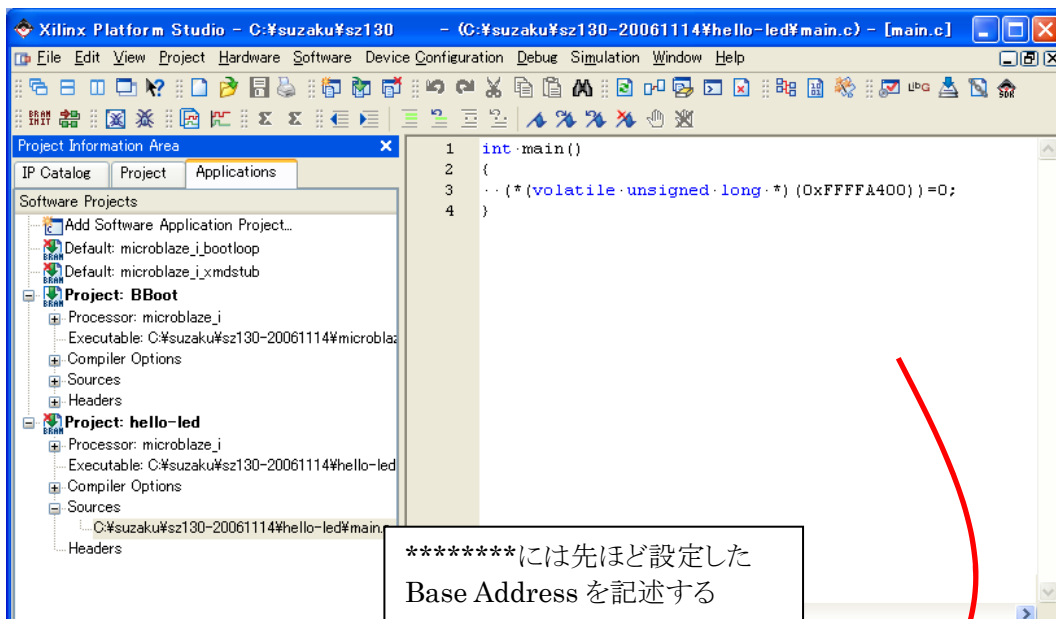 Xilinx Platform Studio - C:¥suzaku¥sz130 - (C:¥suzaku¥sz130-20061114¥hello-led¥main.c) - [main.c]
File Edit View Project Hardware Software Device Configuration Debug Simulation Window Help
Project Information Area
IP Catalog Project Applications
Software Projects
Add Software Application Project...
Default: microblaze_i_bootloop
Default: microblaze_i_xmdstub
Project: BBoot
Processor: microblaze_i
Executable: C:¥suzaku¥sz130-20061114¥microblaz
Compiler Options
Sources
Headers
Project: hello-led
Processor: microblaze_i
Executable: C:¥suzaku¥sz130-20061114¥hello-led
Compiler Options
Sources
C:¥suzaku¥sz130-20061114¥hello-led¥main.c
Headers
1 int·main()
2 {
3 ··(*(volatile·unsigned·long·*)(0xFFFFA400))=0;
4 }
********には先ほど設定した
Base Address を記述する